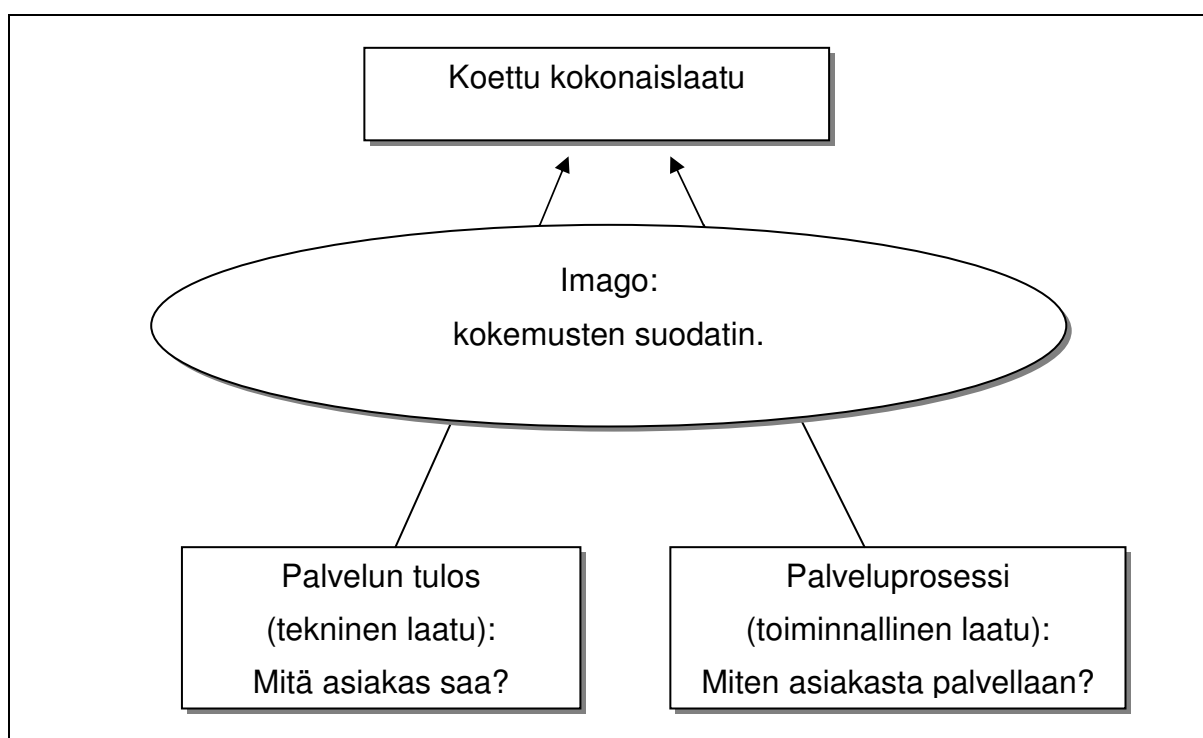 Koettu kokonaislaatu
Imago:
kokemusten suodatin.
Palvelun tulos
(tekninen laatu):
Mitä asiakas saa?
Palveluprosessi
(toiminnallinen laatu):
Miten asiakasta palvellaan?